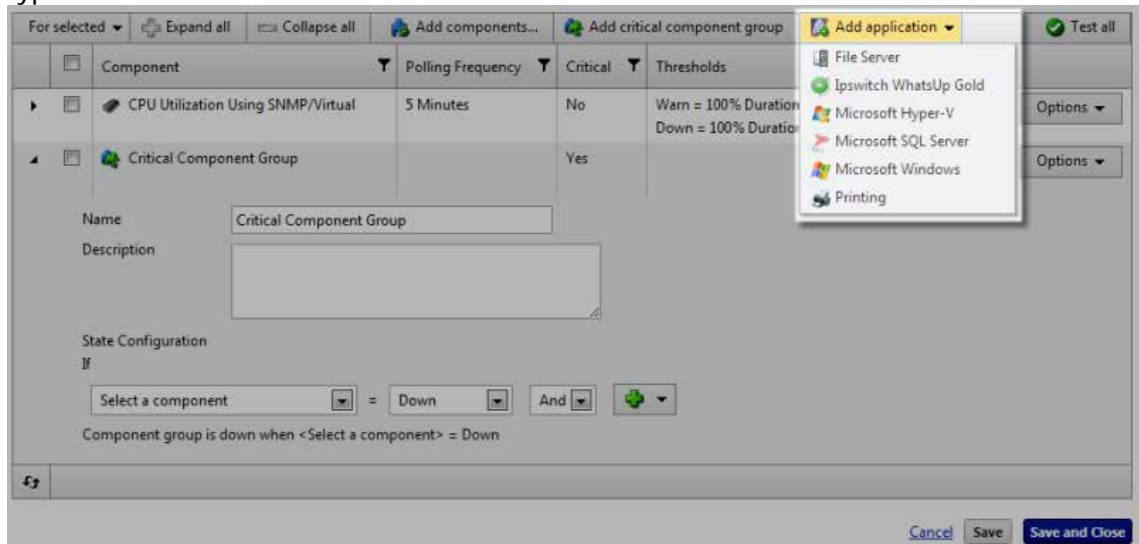 For selected Expand all Collapse all Add components... Add critical component group Add application Test all
Component Polling Frequency Critical Thresholds
File Server
Ipswitch WhatsUp Gold
Microsoft Hyper-V
Microsoft SQL Server
Microsoft Windows
Printing
CPU Utilization Using SNMP/Virtual 5 Minutes No Warn = 100% Duration Options
Down = 100% Duration
Critical Component Group Yes Options
Name Critical Component Group
Description
State Configuration
If
Select a component = Down And
Component group is down when <Select a component> = Down
Cancel Save Save and Close